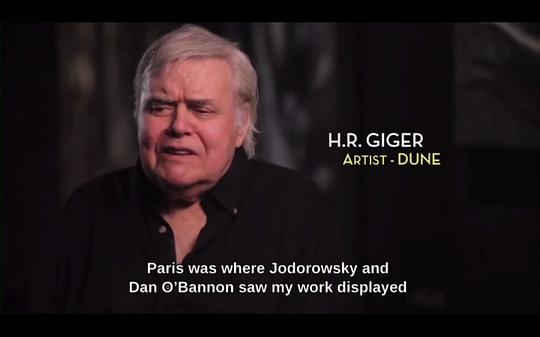 H.R. GIGER
ARTIST - DUNE
Paris was where Jodorowsky and
Dan O'Bannon saw my work displayed